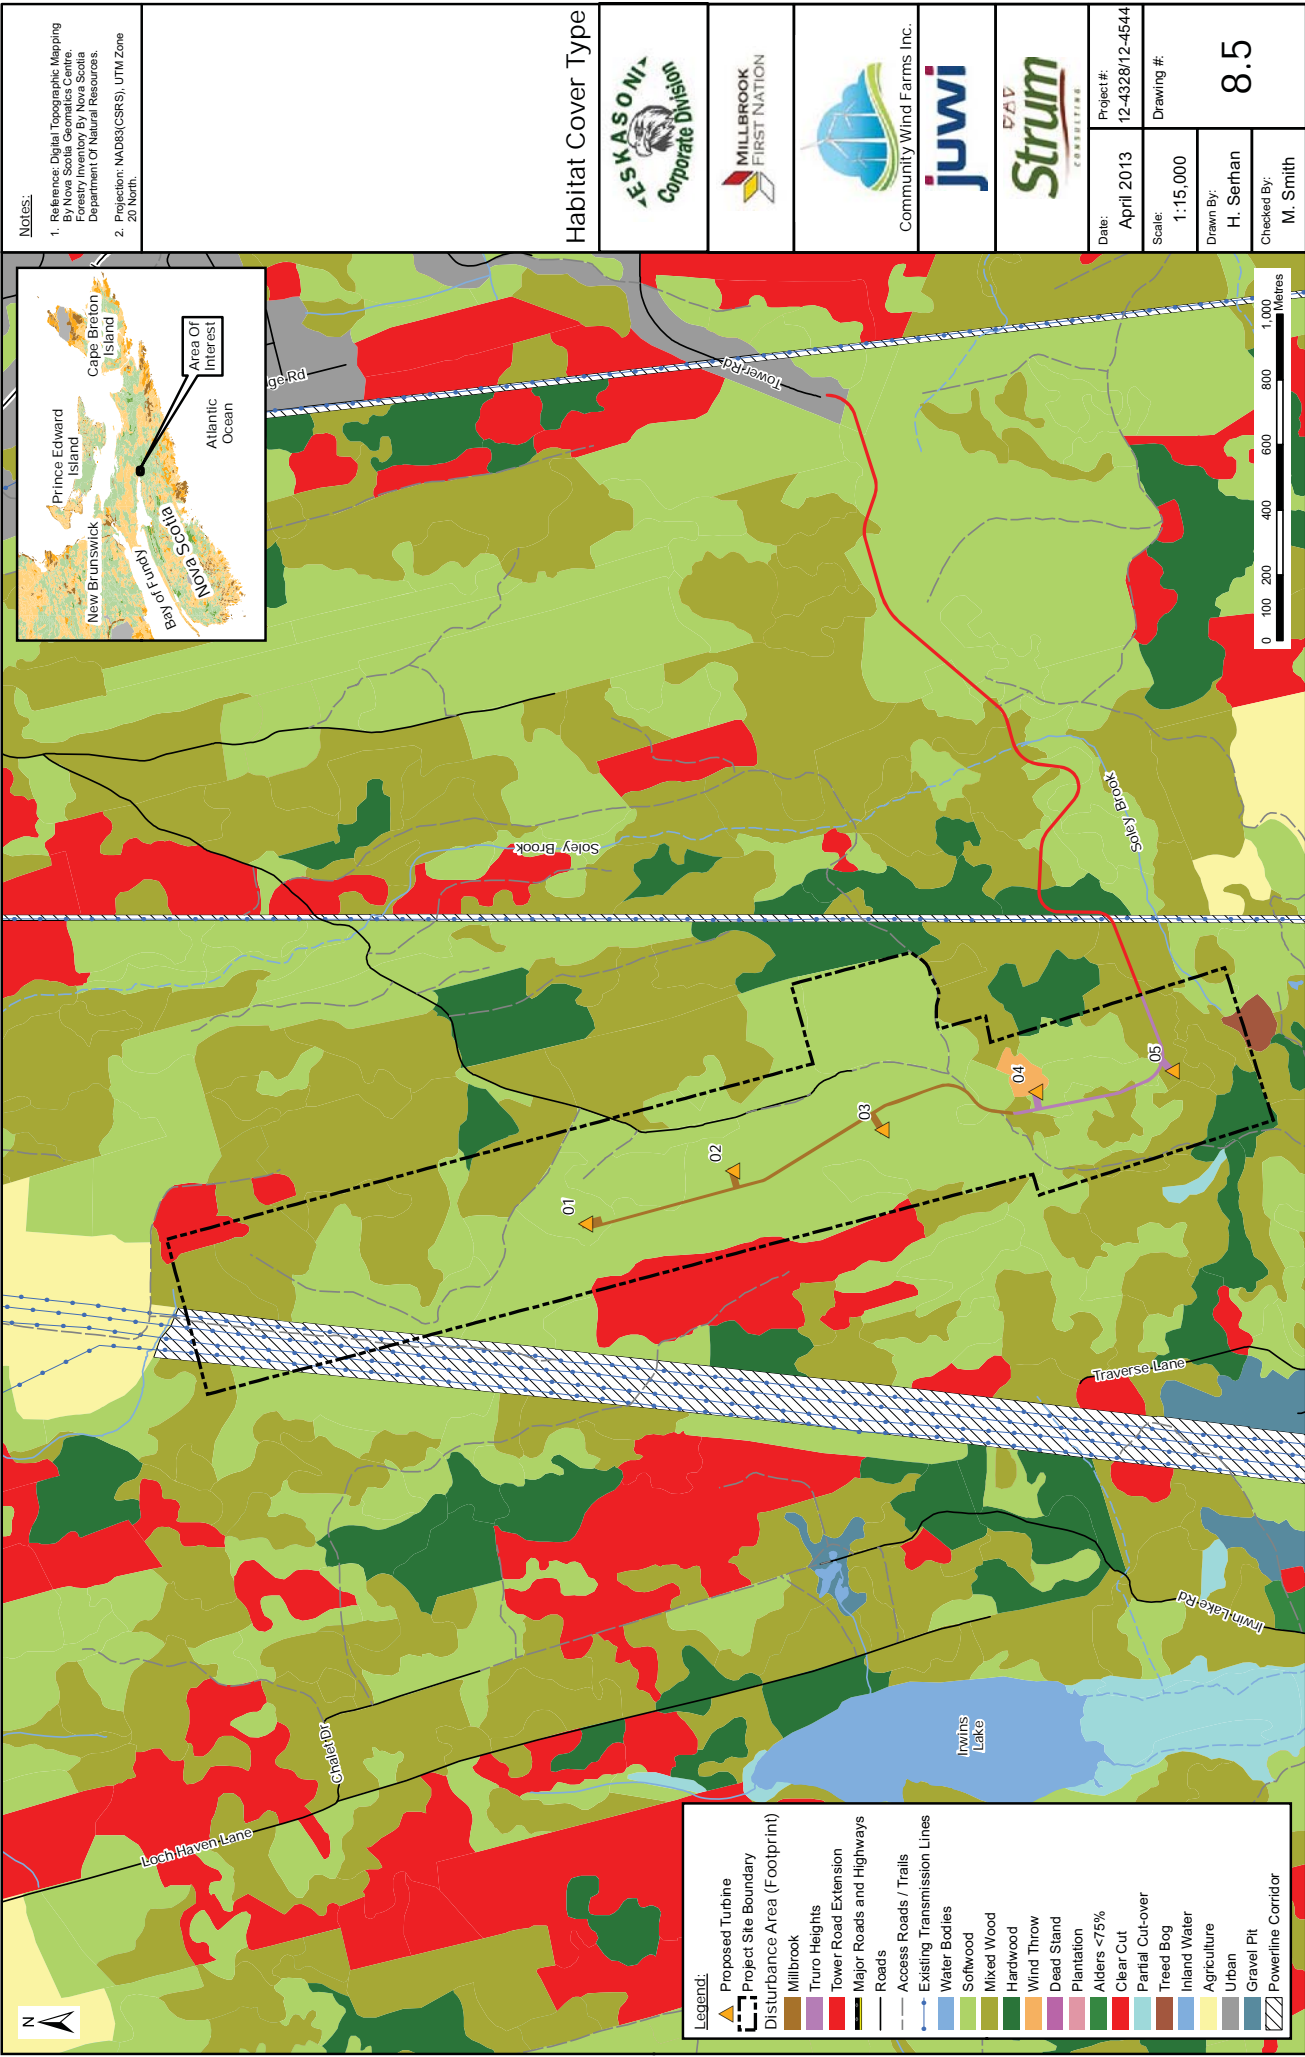 Notes:
1. Reference: Digital Topographic Mapping
By Nova Scotia Geomatics Centre.
Forestry Inventory By Nova Scotia
Department Of Natural Resources.
2. Projection: NAD83(CSRS), UTM Zone
20 North.
Habitat Cover Type
ESKASONI
Corporate Division
MILLBROOK
FIRST NATION
Community Wind Farms Inc.
juwi
Strum
CONSULTING
Date:
April 2013
Project #:
12-4328/12-4544
Scale:
1:15,000
Drawing #:
8.5
Drawn By:
H. Serhan
Checked By:
M. Smith
Prince Edward
Island
Cape Breton
Island
New Brunswick
Bay of Fundy
Nova Scotia
Atlantic
Ocean
Area Of
Interest
ge Rd
Tower Rd
Soley Brook
Soley Brook
01
02
03
04
05
Traverse Lane
Irwin Lake Rd
Irwins
Lake
Chalet Dr
Loch Haven Lane
0 100 200 400 600 800 1,000
Metres
N
Legend:
Proposed Turbine
Project Site Boundary
Disturbance Area (Footprint)
Millbrook
Truro Heights
Tower Road Extension
Major Roads and Highways
Roads
Access Roads / Trails
Existing Transmission Lines
Water Bodies
Softwood
Mixed Wood
Hardwood
Wind Throw
Dead Stand
Plantation
Alders <75%
Clear Cut
Partial Cut-over
Treed Bog
Inland Water
Agriculture
Urban
Gravel Pit
Powerline Corridor